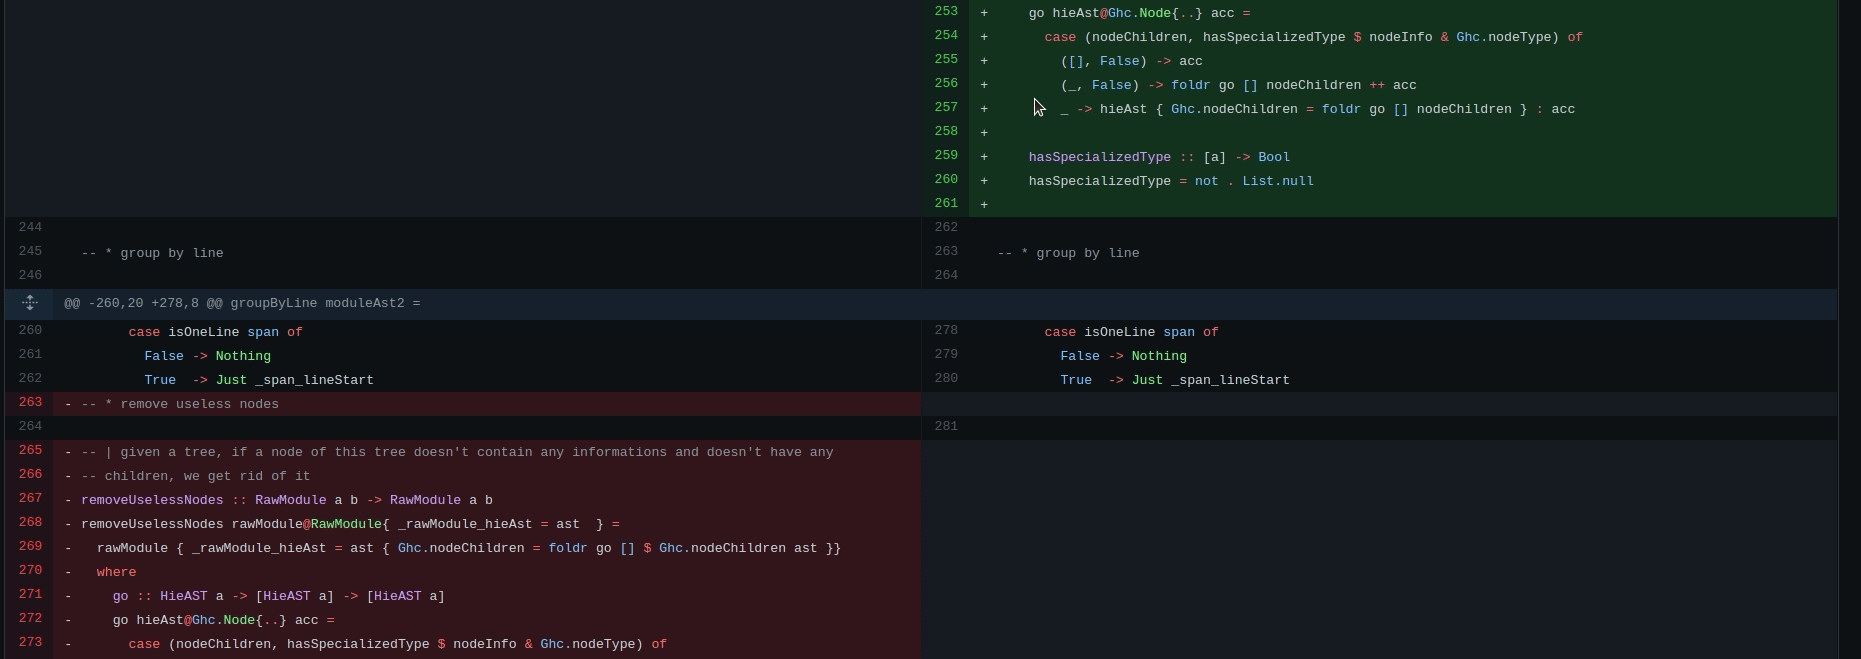 253 +     go hieAst@Ghc.Node{..} acc =
254 +       case (nodeChildren, hasSpecializedType $ nodeInfo & Ghc.nodeType) of
255 +         ([], False) -> acc
256 +         (_, False) -> foldr go [] nodeChildren ++ acc
257 +         _ -> hieAst { Ghc.nodeChildren = foldr go [] nodeChildren } : acc
258 +
259 +     hasSpecializedType :: [a] -> Bool
260 +     hasSpecializedType = not . List.null
261 +
244 262
245 -- * group by line 263 -- * group by line
246 264
@@ -260,20 +278,8 @@ groupByLine moduleAst2 =
260       case isOneLine span of 278       case isOneLine span of
261         False -> Nothing 279         False -> Nothing
262         True  -> Just _span_lineStart 280         True  -> Just _span_lineStart
263 - -- * remove useless nodes
264 281
265 - -- | given a tree, if a node of this tree doesn't contain any informations and doesn't have any
266 - -- children, we get rid of it
267 - removeUselessNodes :: RawModule a b -> RawModule a b
268 - removeUselessNodes rawModule@RawModule{ _rawModule_hieAst = ast  } =
269 -   rawModule { _rawModule_hieAst = ast { Ghc.nodeChildren = foldr go [] $ Ghc.nodeChildren ast }}
270 -   where
271 -     go :: HieAST a -> [HieAST a] -> [HieAST a]
272 -     go hieAst@Ghc.Node{..} acc =
273 -       case (nodeChildren, hasSpecializedType $ nodeInfo & Ghc.nodeType) of